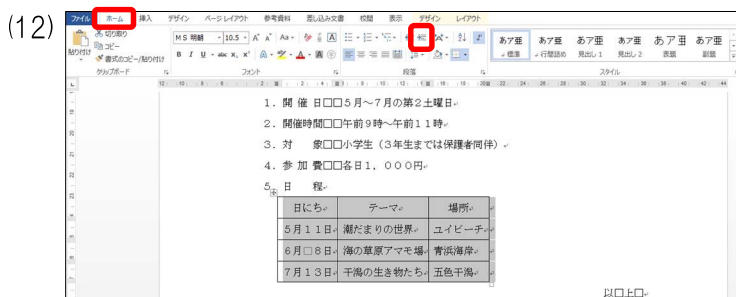 (12)
ファイル ホーム 挿入 デザイン ページ レイアウト 参考資料 差し込み文書 校閲 表示 デザイン レイアウト
切り取り
コピー
貼り付け
書式のコピー/貼り付け
MS 明朝 10.5
クリップボード フォント 段落 スタイル
あア亜 あア亜 あア亜 あア亜 あア亜 あア亜
標準 行間詰め 見出し 1 見出し 2 表題 副題
1．開 催 日□□5月～7月の第2土曜日
2．開催時間□□午前9時～午前11時
3．対　　象□□小学生（3年生までは保護者同伴）
4．参 加 費□□各日1，000円
5．日　　程
日にち テーマ 場所
5月11日 潮だまりの世界 ユイビーチ
6月□8日 海の草原アマモ場 青浜海岸
7月13日 干潟の生き物たち 五色干潟
以□上□